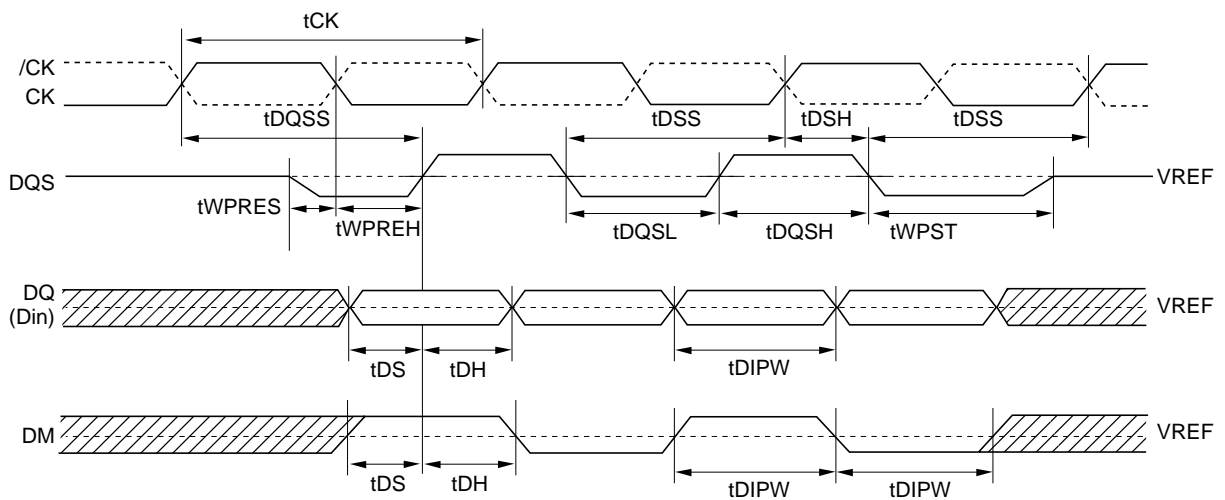 tCK
/CK
CK
tDQSS
tDSS
tDSH
tDSS
DQS
VREF
tWPRES
tWPREH
tDQSL
tDQSH
tWPST
DQ
(Din)
VREF
tDS
tDH
tDIPW
DM
VREF
tDS
tDH
tDIPW
tDIPW